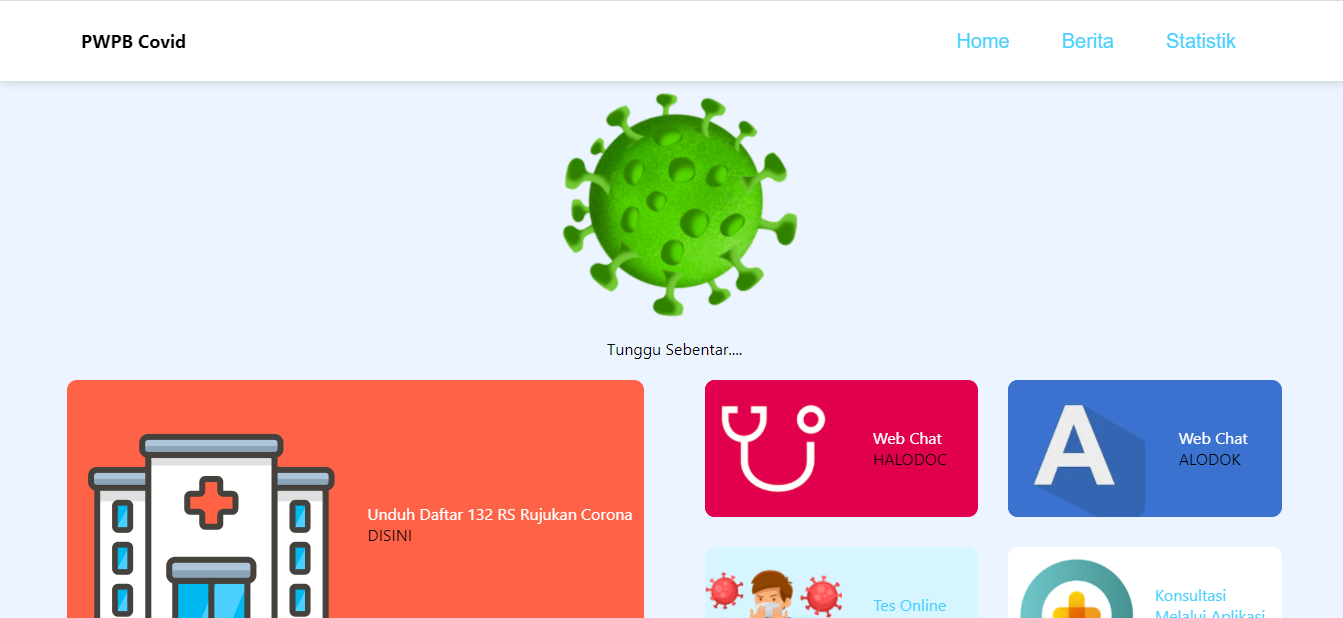 PWPB Covid
Home
Berita
Statistik
Tunggu Sebentar....
Unduh Daftar 132 RS Rujukan Corona
DISINI
Web Chat
HALODOC
A
Web Chat
ALODOK
Tes Online
Konsultasi
Melalui Aplikasi